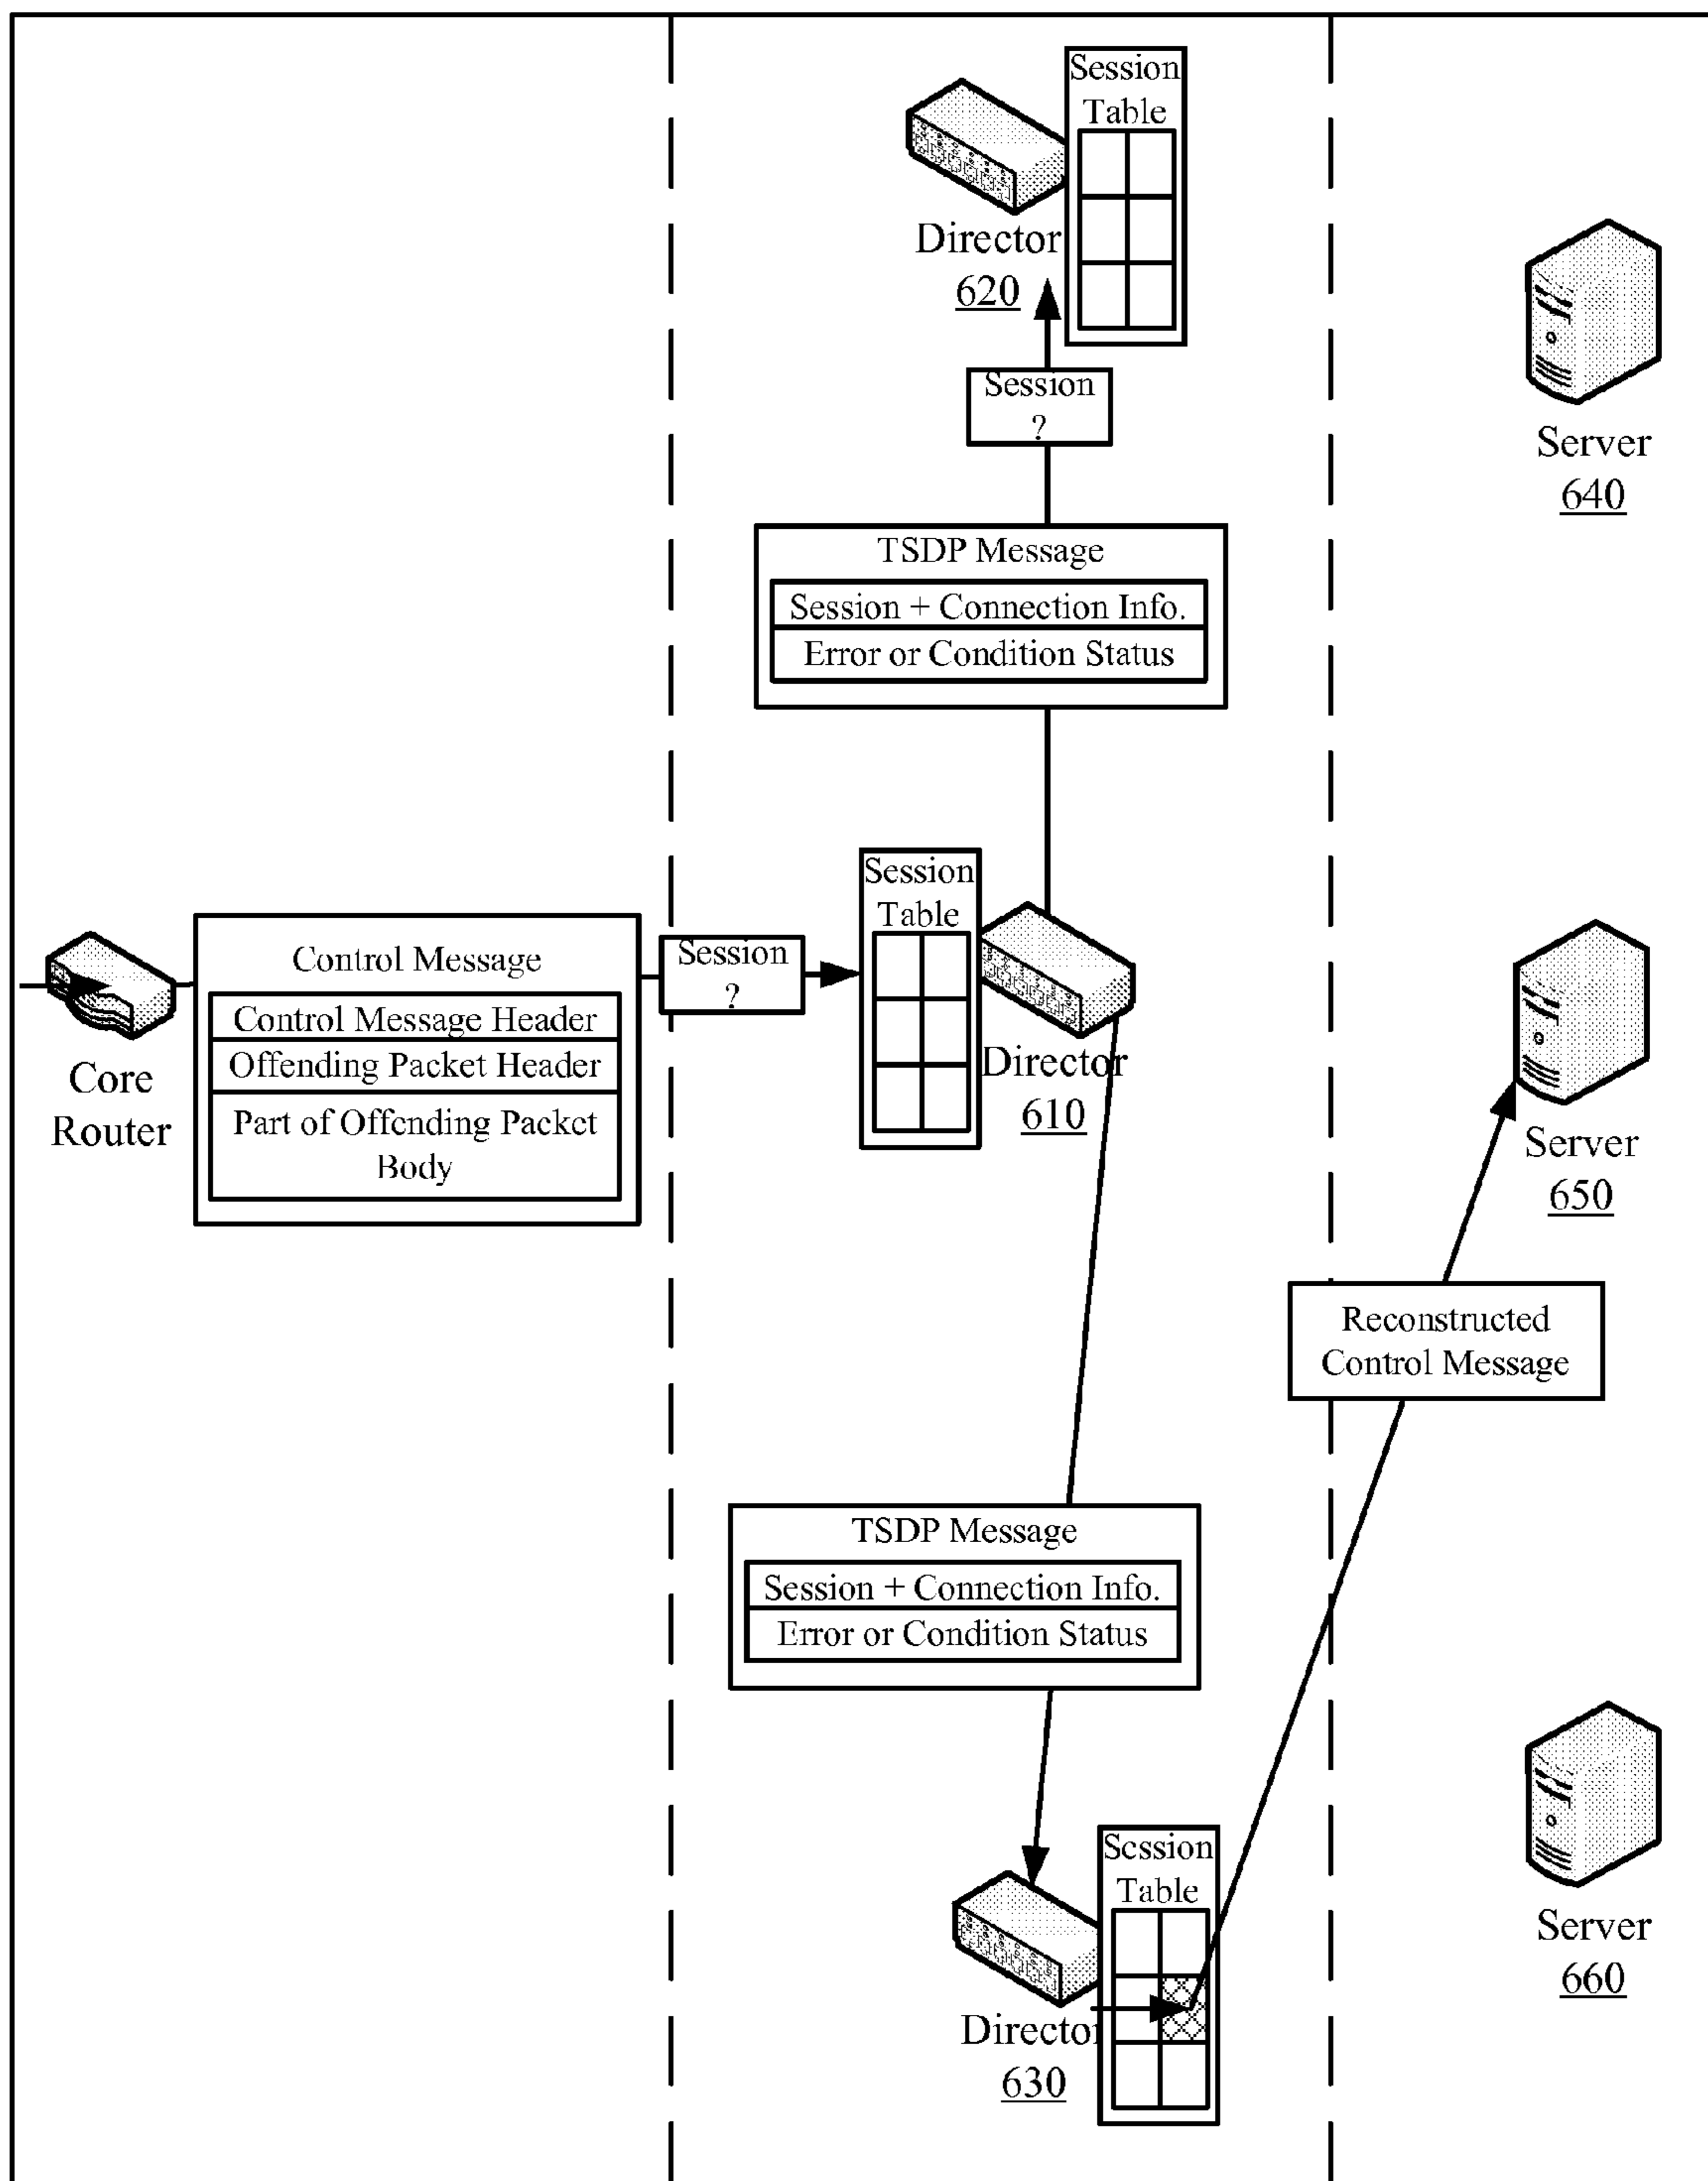 Session
Table
Director
620
Session
?
Server
640
TSDP Message
Session + Connection Info.
Error or Condition Status
Session
Table
Control Message
Control Message Header
Offending Packet Header
Part of Offending Packet
Body
Session
?
Core
Router
Director
610
Server
650
Reconstructed
Control Message
TSDP Message
Session + Connection Info.
Error or Condition Status
Session
Table
Director
630
Server
660